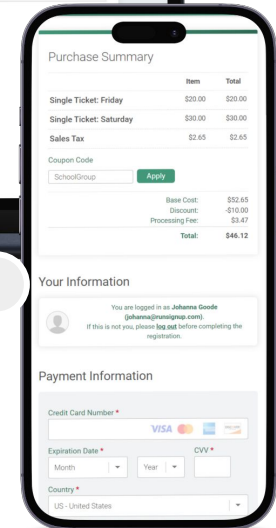 Purchase Summary
Item Total
Single Ticket: Friday $20.00 $20.00
Single Ticket: Saturday $30.00 $30.00
Sales Tax $2.65 $2.65
Coupon Code
SchoolGroup Apply
Base Cost: $52.65
Discount: -$10.00
Processing Fee: $3.47
Total: $46.12
Your Information
You are logged in as Johanna Goode
(johanna@runsignup.com).
If this is not you, please log out before completing the
registration.
Payment Information
Credit Card Number *
VISA
Expiration Date * CVV *
Month Year
Country *
US - United States